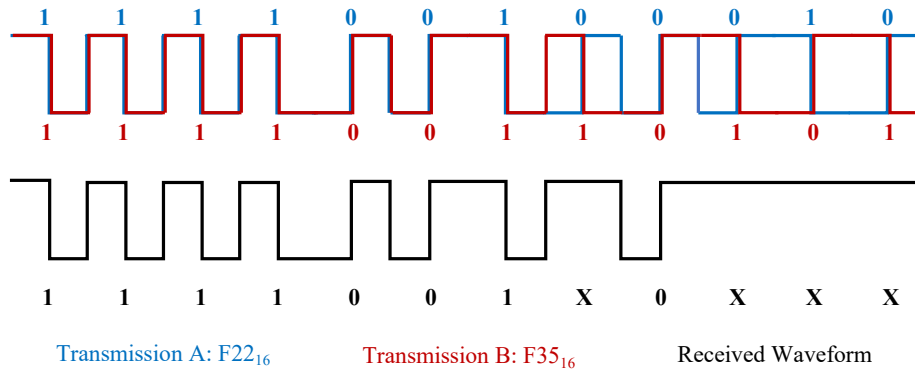 1 1 1 1 0 0 1 0 0 0 1 0
1 1 1 1 0 0 1 1 0 1 0 1
1 1 1 1 0 0 1 X 0 X X X
Transmission A: F22₁₆ Transmission B: F35₁₆ Received Waveform